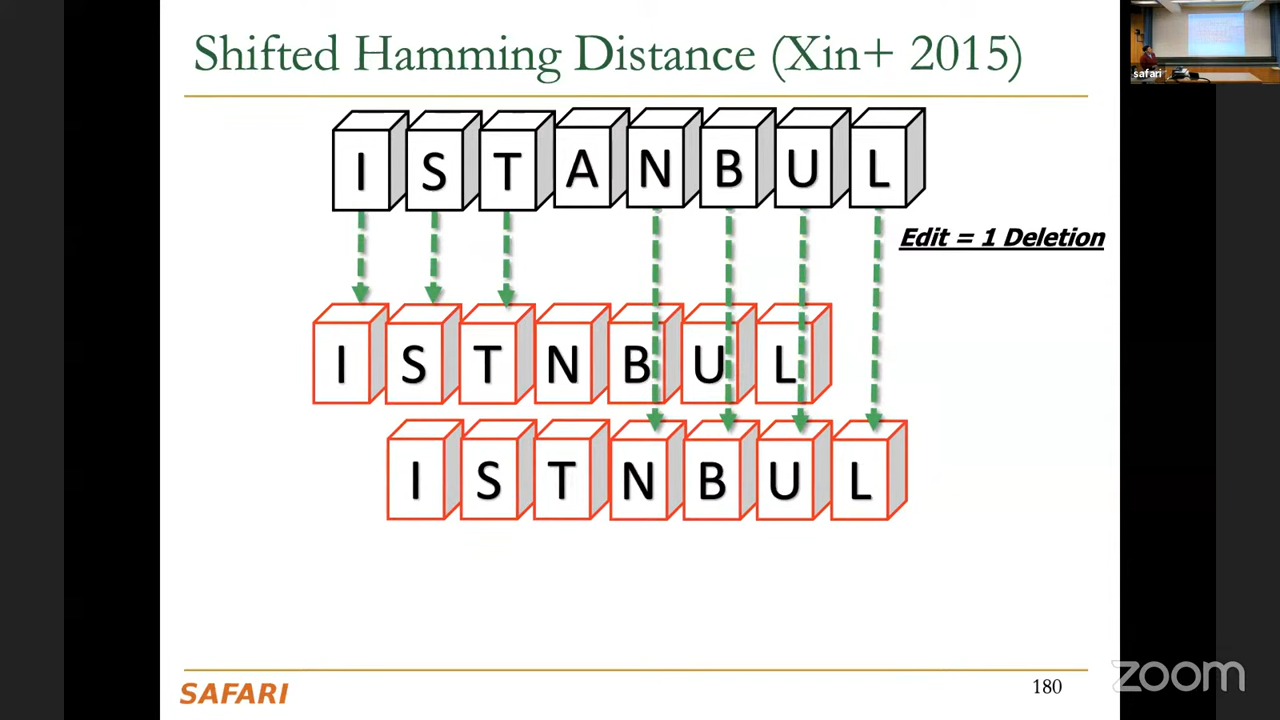 Shifted Hamming Distance (Xin+ 2015)
safari
I S T A N B U L
Edit = 1 Deletion
I S T N B U L
I S T N B U L
SAFARI
180
zoom